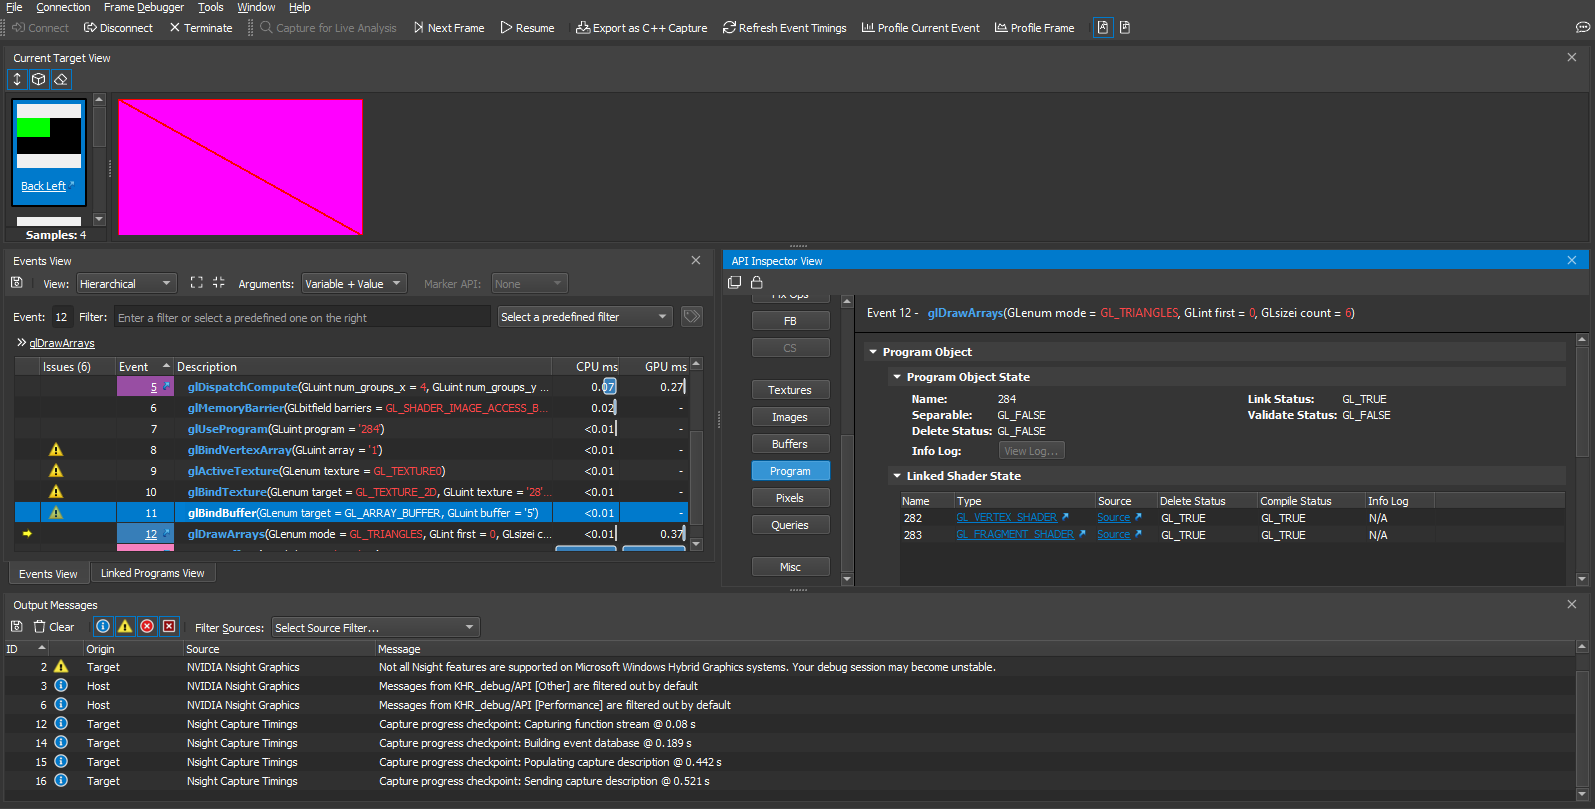 File Connection Frame Debugger Tools Window Help
Connect Disconnect Terminate Capture for Live Analysis Next Frame Resume Export as C++ Capture Refresh Event Timings Profile Current Event Profile Frame
Current Target View
Back Left
Samples: 4
Events View
View: Hierarchical Arguments: Variable + Value Marker API: None
Event: 12 Filter: Enter a filter or select a predefined one on the right Select a predefined filter
glDrawArrays
Issues (6) Event Description CPU ms GPU ms
5 glDispatchCompute(GLuint num_groups_x = 4, GLuint num_groups_y ... 0.07 0.27
6 glMemoryBarrier(GLbitfield barriers = GL_SHADER_IMAGE_ACCESS_B... 0.02 -
7 glUseProgram(GLuint program = '284') <0.01 -
8 glBindVertexArray(GLuint array = '1') <0.01 -
9 glActiveTexture(GLenum texture = GL_TEXTURE0) <0.01 -
10 glBindTexture(GLenum target = GL_TEXTURE_2D, GLuint texture = '28'... <0.01 -
11 glBindBuffer(GLenum target = GL_ARRAY_BUFFER, GLuint buffer = '5') <0.01 -
12 glDrawArrays(GLenum mode = GL_TRIANGLES, GLint first = 0, GLsizei c... <0.01 0.37
Events View Linked Programs View
API Inspector View
Pix Ops
FB
CS
Textures
Images
Buffers
Program
Pixels
Queries
Misc
Event 12 - glDrawArrays(GLenum mode = GL_TRIANGLES, GLint first = 0, GLsizei count = 6)
Program Object
Program Object State
Name: 284 Link Status: GL_TRUE
Separable: GL_FALSE Validate Status: GL_FALSE
Delete Status: GL_FALSE
Info Log: View Log...
Linked Shader State
Name Type Source Delete Status Compile Status Info Log
282 GL_VERTEX_SHADER Source GL_TRUE GL_TRUE N/A
283 GL_FRAGMENT_SHADER Source GL_TRUE GL_TRUE N/A
Output Messages
Clear Filter Sources: Select Source Filter...
ID Origin Source Message
2 Target NVIDIA Nsight Graphics Not all Nsight features are supported on Microsoft Windows Hybrid Graphics systems. Your debug session may become unstable.
3 Host NVIDIA Nsight Graphics Messages from KHR_debug/API [Other] are filtered out by default
6 Host NVIDIA Nsight Graphics Messages from KHR_debug/API [Performance] are filtered out by default
12 Target Nsight Capture Timings Capture progress checkpoint: Capturing function stream @ 0.08 s
14 Target Nsight Capture Timings Capture progress checkpoint: Building event database @ 0.189 s
15 Target Nsight Capture Timings Capture progress checkpoint: Populating capture description @ 0.442 s
16 Target Nsight Capture Timings Capture progress checkpoint: Sending capture description @ 0.521 s